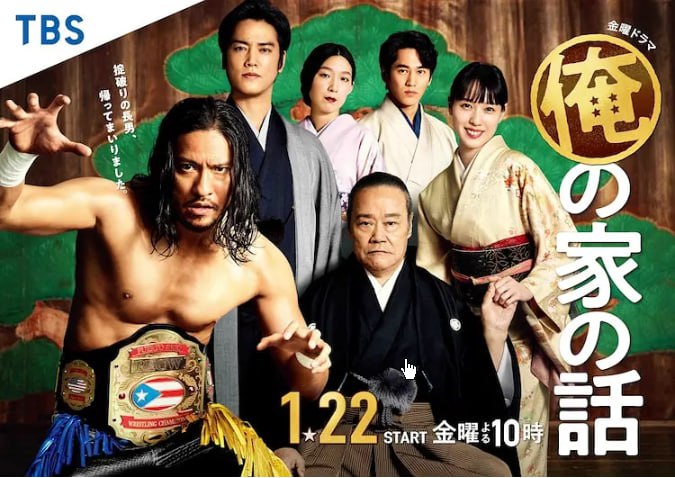 TBS
金曜ドラマ
俺の家の話
掟破りの長男、
帰ってまいりました。
WRESTLING CHAMPION
1★22 START 金曜よる10時